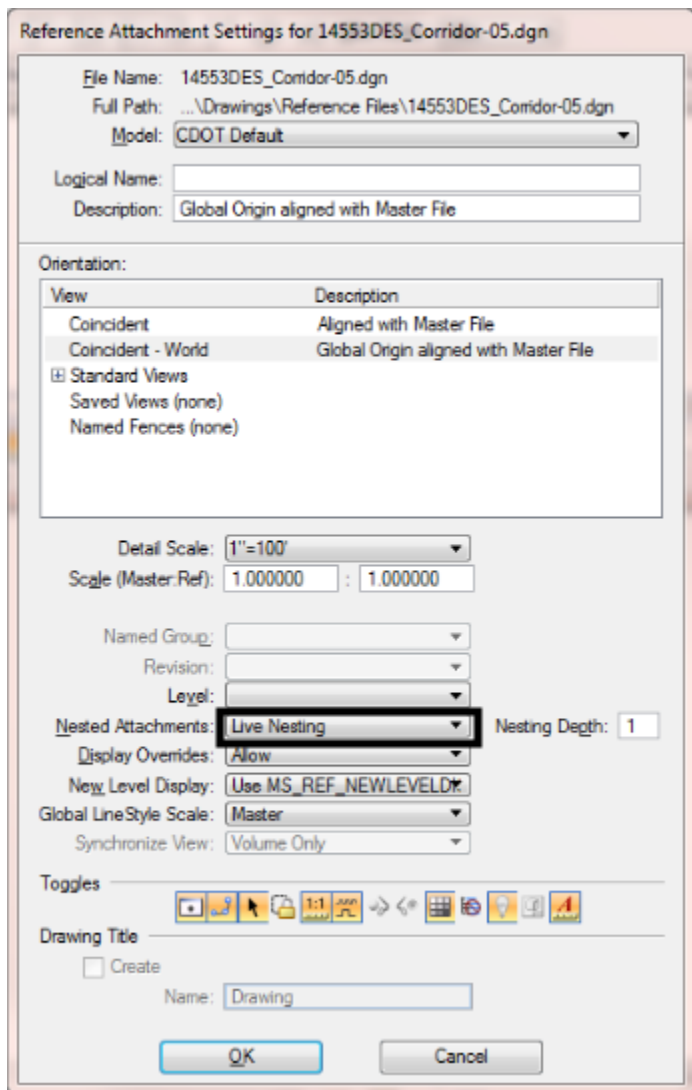 Reference Attachment Settings for 14553DES_Corridor-05.dgn
File Name: 14553DES_Corridor-05.dgn
Full Path: ...\Drawings\Reference Files\14553DES_Corridor-05.dgn
Model: CDOT Default
Logical Name:
Description: Global Origin aligned with Master File
Orientation:
View Description
Coincident Aligned with Master File
Coincident - World Global Origin aligned with Master File
Standard Views
Saved Views (none)
Named Fences (none)
Detail Scale: 1"=100'
Scale (Master:Ref): 1.000000 : 1.000000
Named Group:
Revision:
Level:
Nested Attachments: Live Nesting Nesting Depth: 1
Display Overrides: Allow
New Level Display: Use MS_REF_NEWLEVELDI
Global LineStyle Scale: Master
Synchronize View: Volume Only
Toggles
1:1 A
Drawing Title
Create
Name: Drawing
OK Cancel